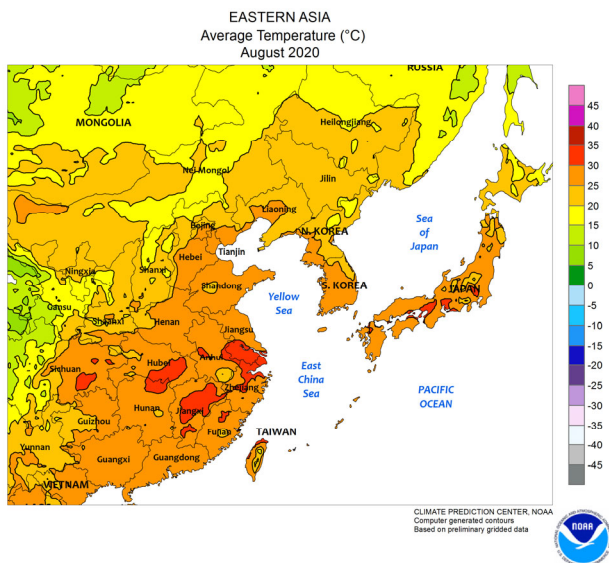 EASTERN ASIA
Average Temperature (°C)
August 2020
RUSSIA
MONGOLIA
Heilongjiang
Nei Mongol
Jilin
Liaoning
Beijing
N. KOREA
Sea
of
Japan
Hebei
Tianjin
Ningxia
Shanxi
Shandong
S. KOREA
JAPAN
Gansu
Yellow
Sea
Shaanxi
Henan
Jiangsu
Sichuan
Hubei
Anhui
East
China
Sea
Zhejiang
PACIFIC
OCEAN
Hunan
Jiangxi
Guizhou
Fujian
TAIWAN
Yunnan
Guangxi
Guangdong
VIETNAM
LAOS
45
40
35
30
25
20
15
10
5
0
-5
-10
-15
-20
-25
-30
-35
-40
-45
CLIMATE PREDICTION CENTER, NOAA
Computer generated contours
Based on preliminary gridded data
NOAA